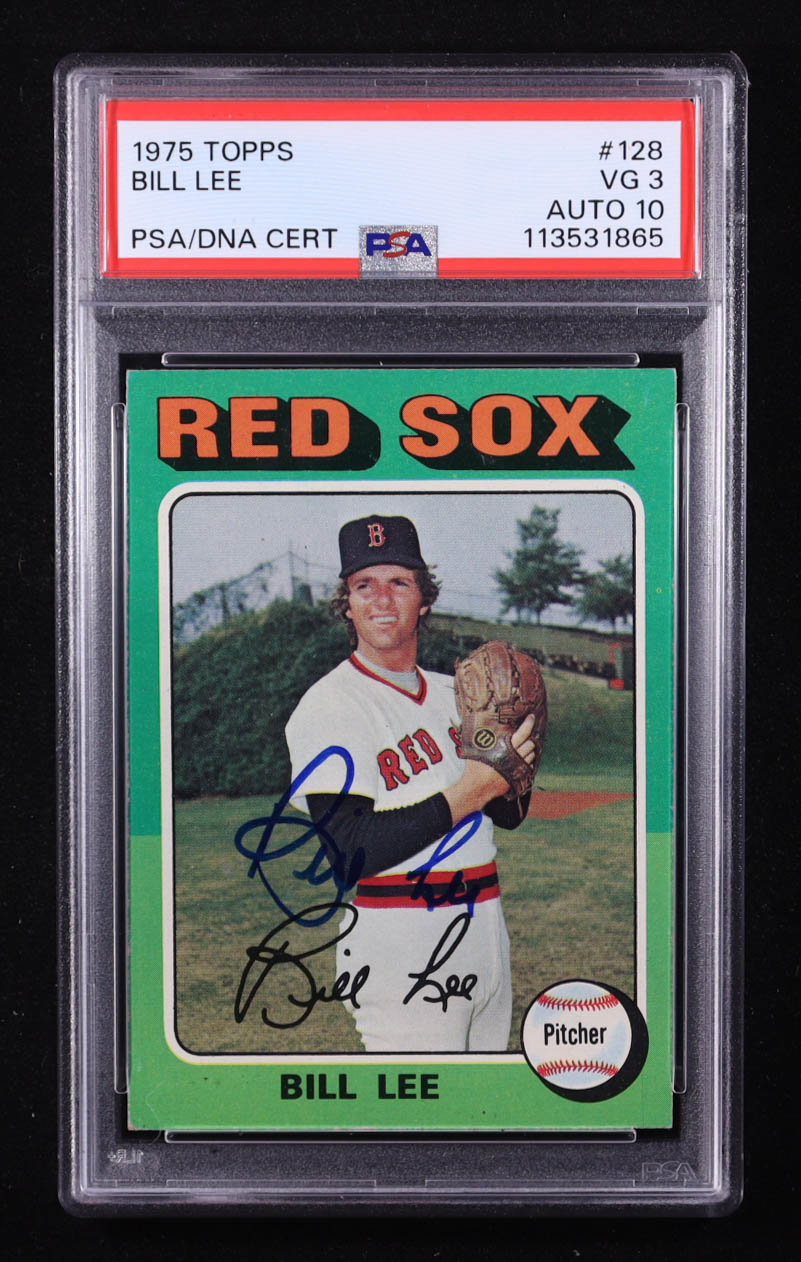 1975 TOPPS #128
BILL LEE VG 3
AUTO 10
PSA/DNA CERT PSA 113531865
RED SOX
B
RED S
Bill Lee
Bill Lee
Pitcher
BILL LEE
PSA